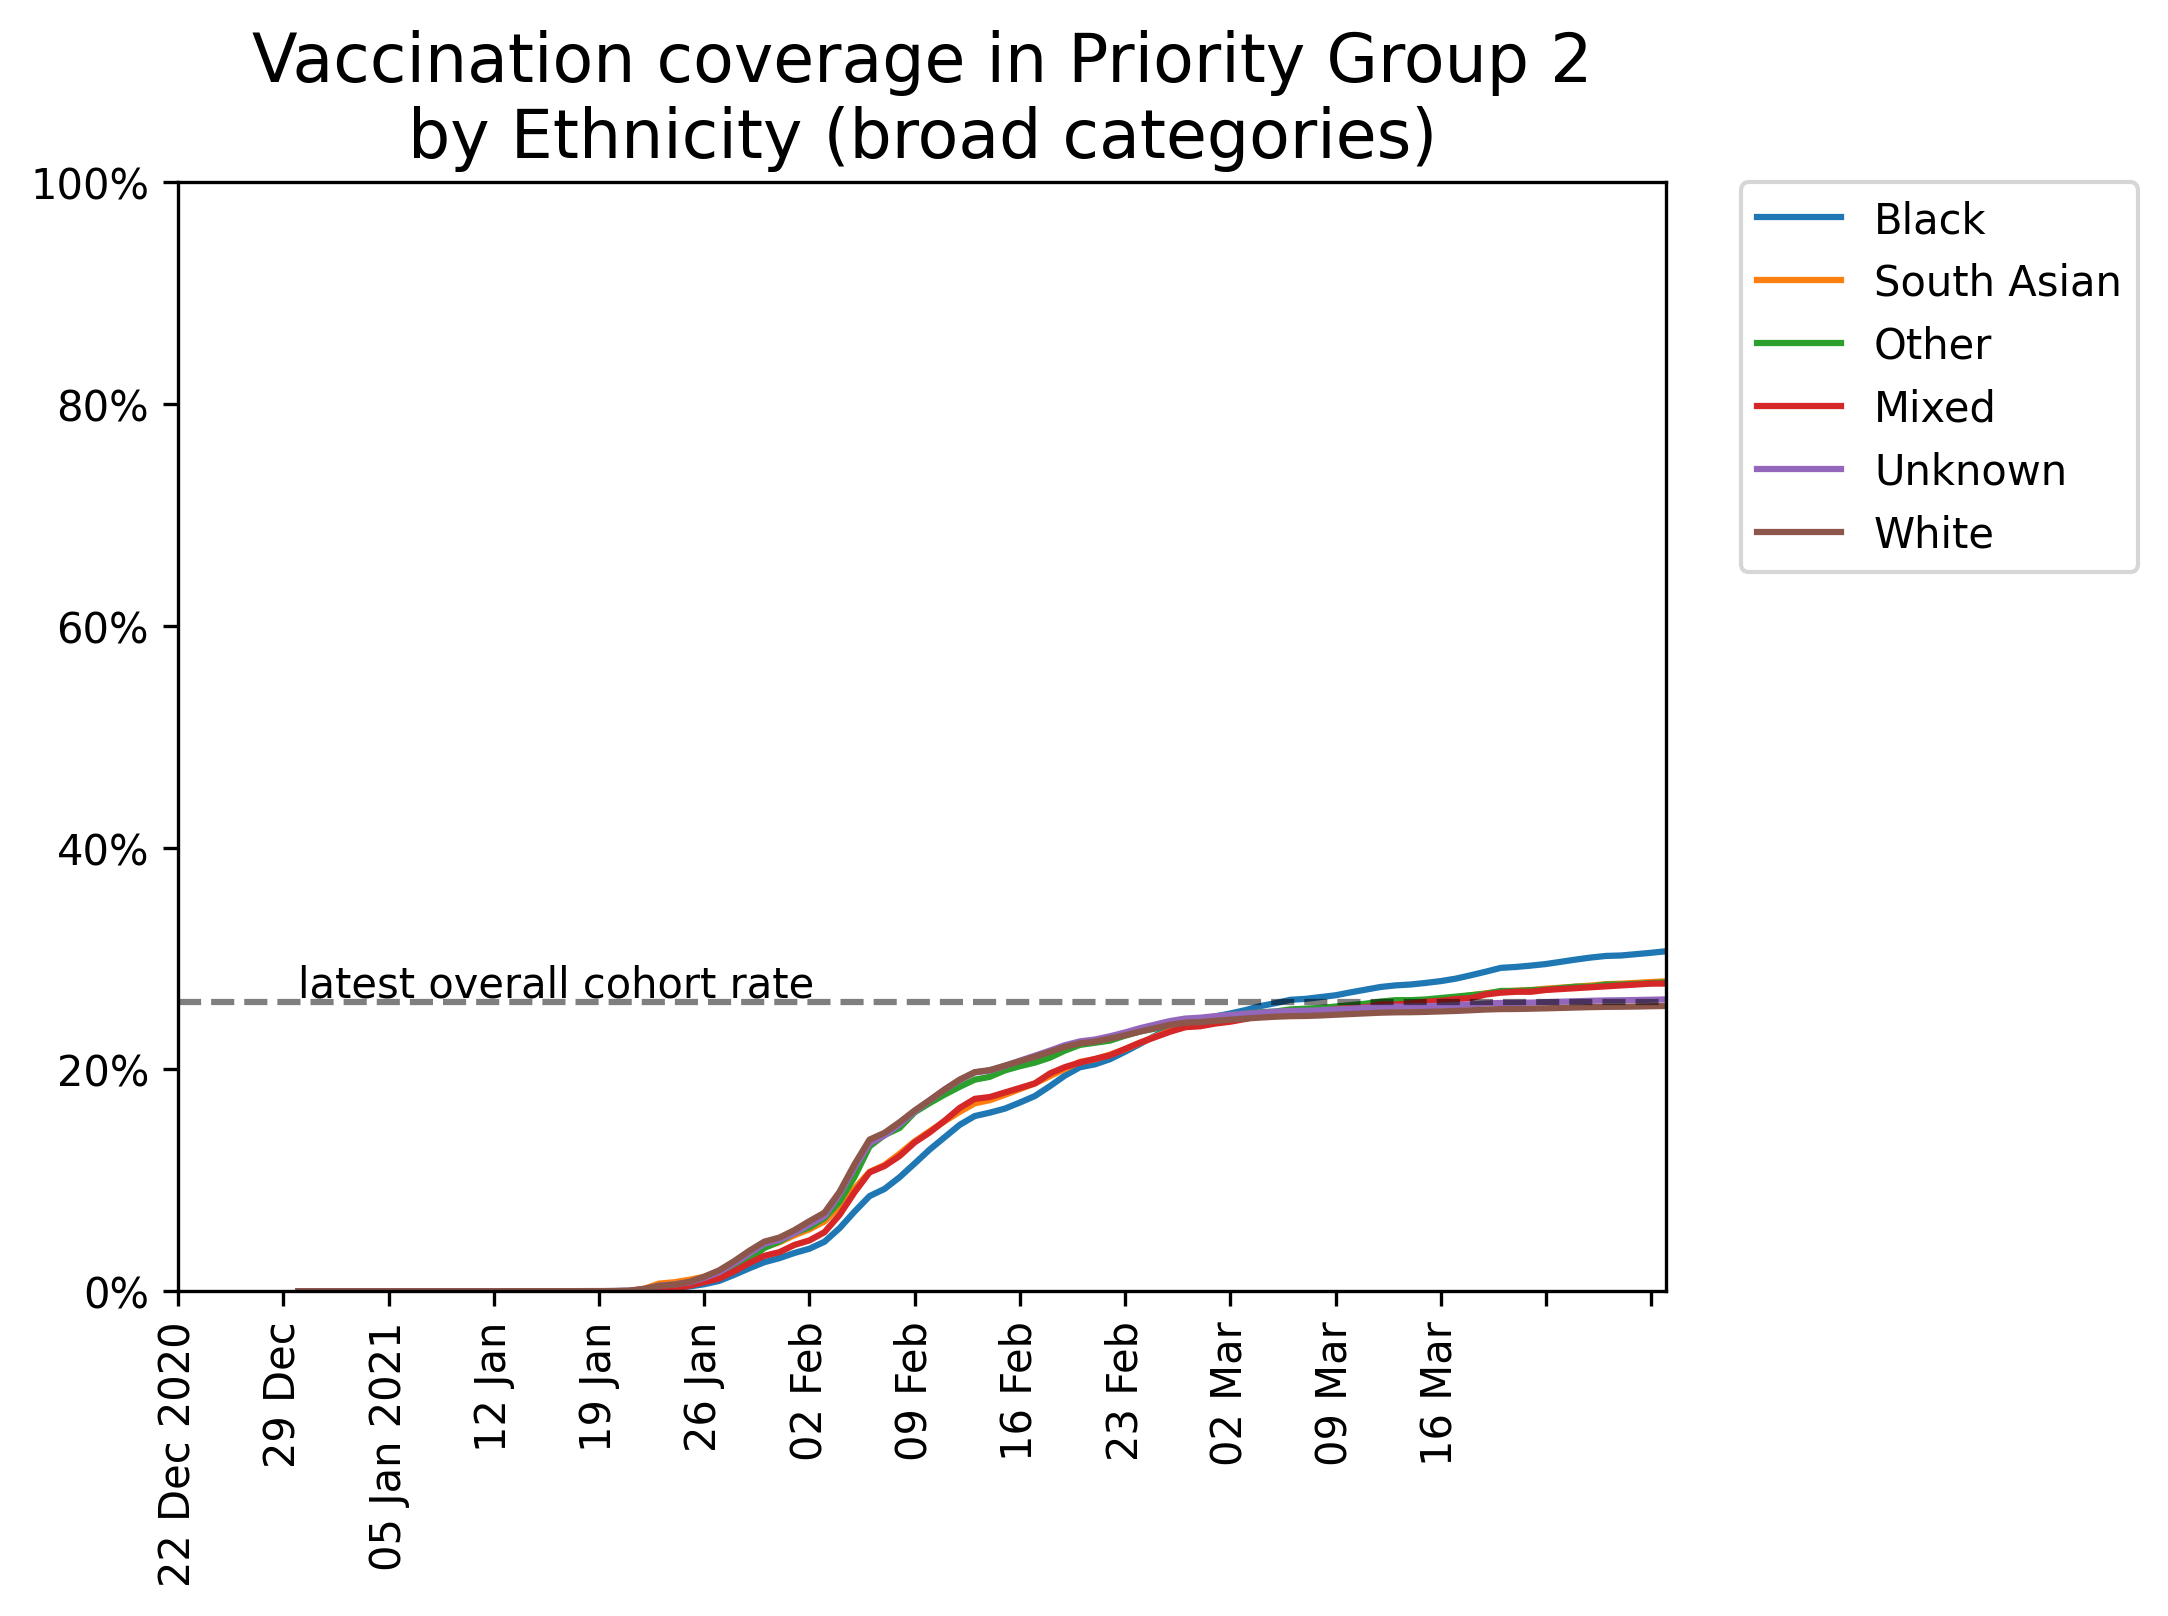 Vaccination coverage in Priority Group 2
by Ethnicity (broad categories)
100%
80%
60%
40%
20%
0%
latest overall cohort rate
22 Dec 2020
29 Dec
05 Jan 2021
12 Jan
19 Jan
26 Jan
02 Feb
09 Feb
16 Feb
23 Feb
02 Mar
09 Mar
16 Mar
Black
South Asian
Other
Mixed
Unknown
White